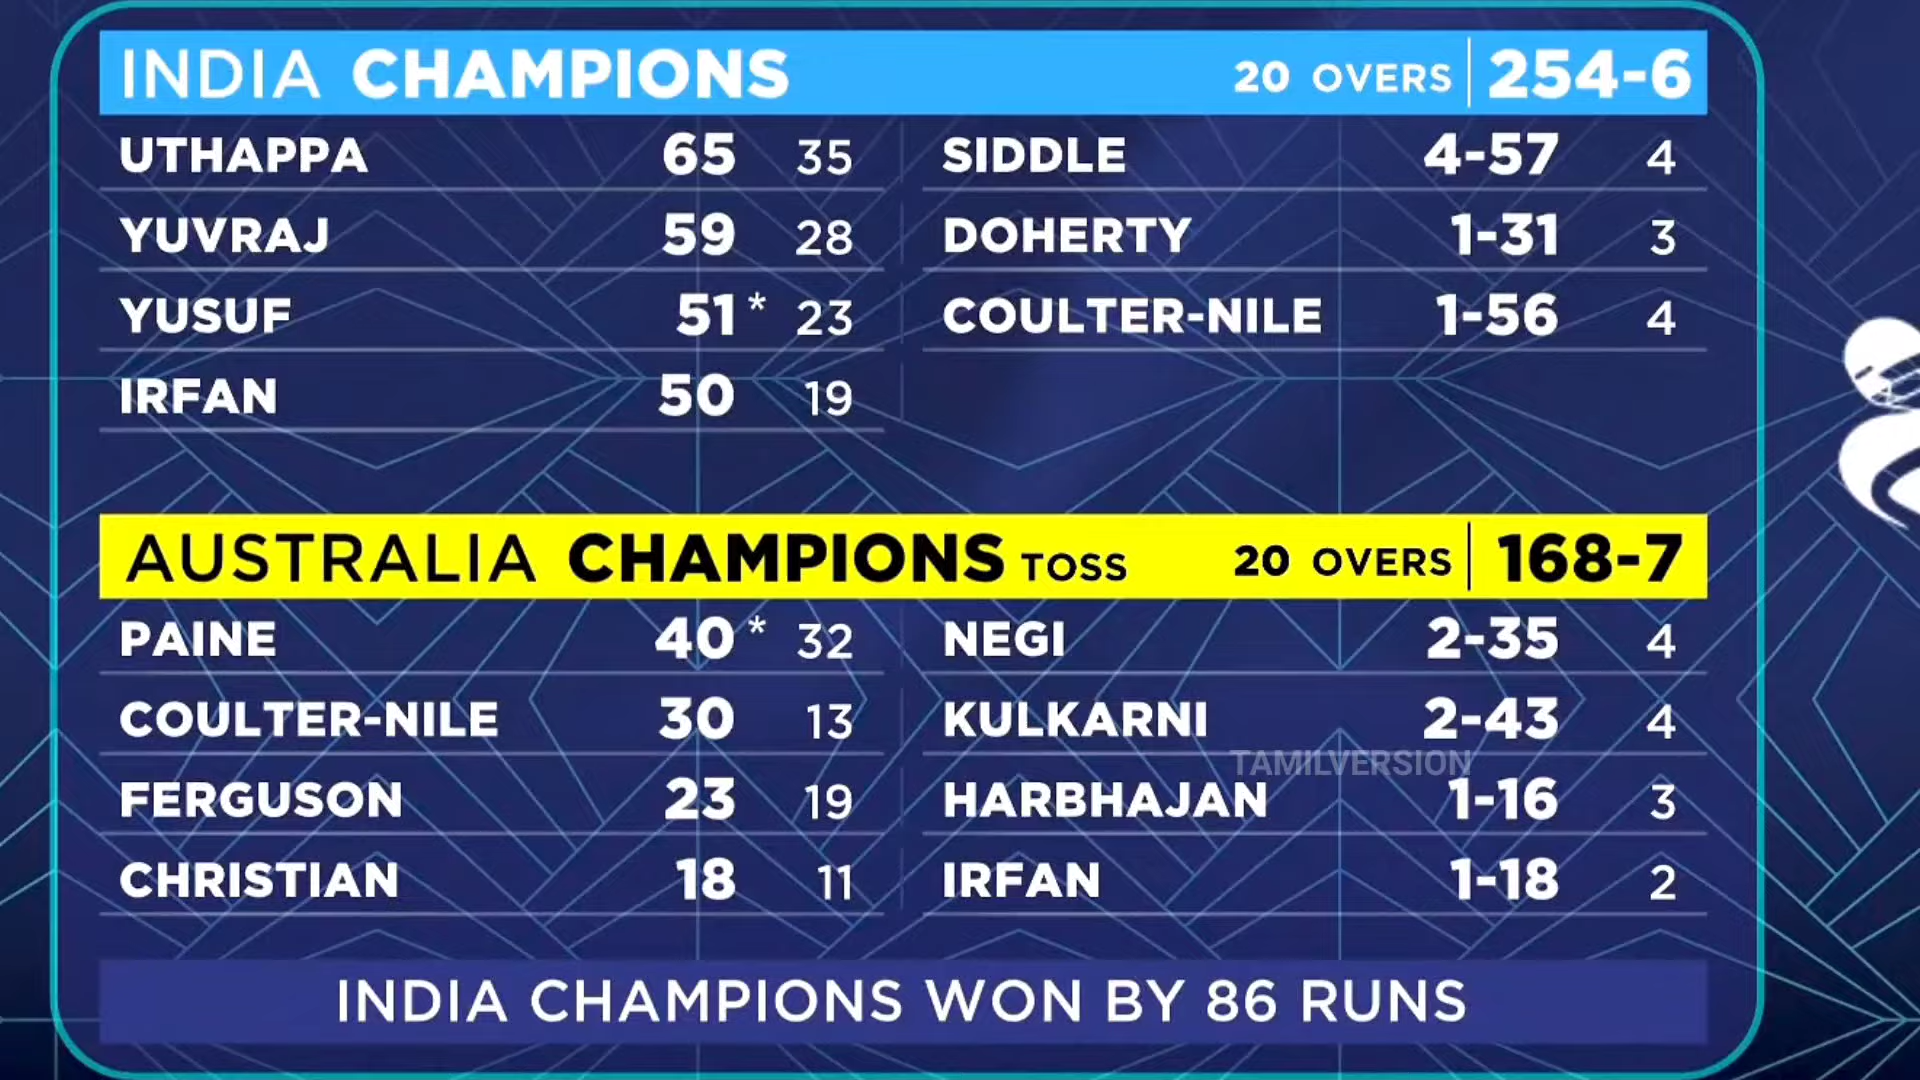 INDIA CHAMPIONS 20 OVERS 254-6
UTHAPPA 65 35 SIDDLE 4-57 4
YUVRAJ 59 28 DOHERTY 1-31 3
YUSUF 51* 23 COULTER-NILE 1-56 4
IRFAN 50 19
AUSTRALIA CHAMPIONS TOSS 20 OVERS 168-7
PAINE 40* 32 NEGI 2-35 4
COULTER-NILE 30 13 KULKARNI 2-43 4
TAMILVERSION
FERGUSON 23 19 HARBHAJAN 1-16 3
CHRISTIAN 18 11 IRFAN 1-18 2
INDIA CHAMPIONS WON BY 86 RUNS